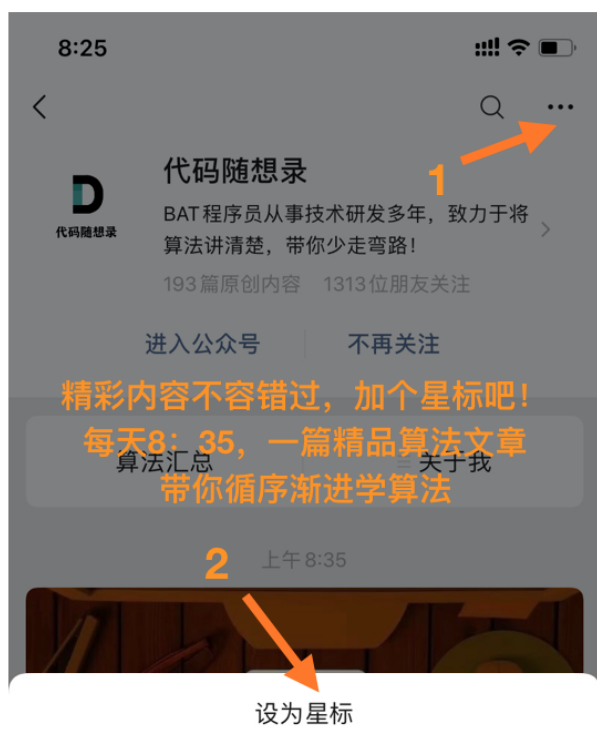 8:25
1
代码随想录
BAT程序员从事技术研发多年，致力于将
算法讲清楚，带你少走弯路！
代码随想录
193篇原创内容 1313位朋友关注
进入公众号 不再关注
精彩内容不容错过，加个星标吧！
每天8：35，一篇精品算法文章
算法汇总 关于我
带你循序渐进学算法
2 上午 8:35
设为星标